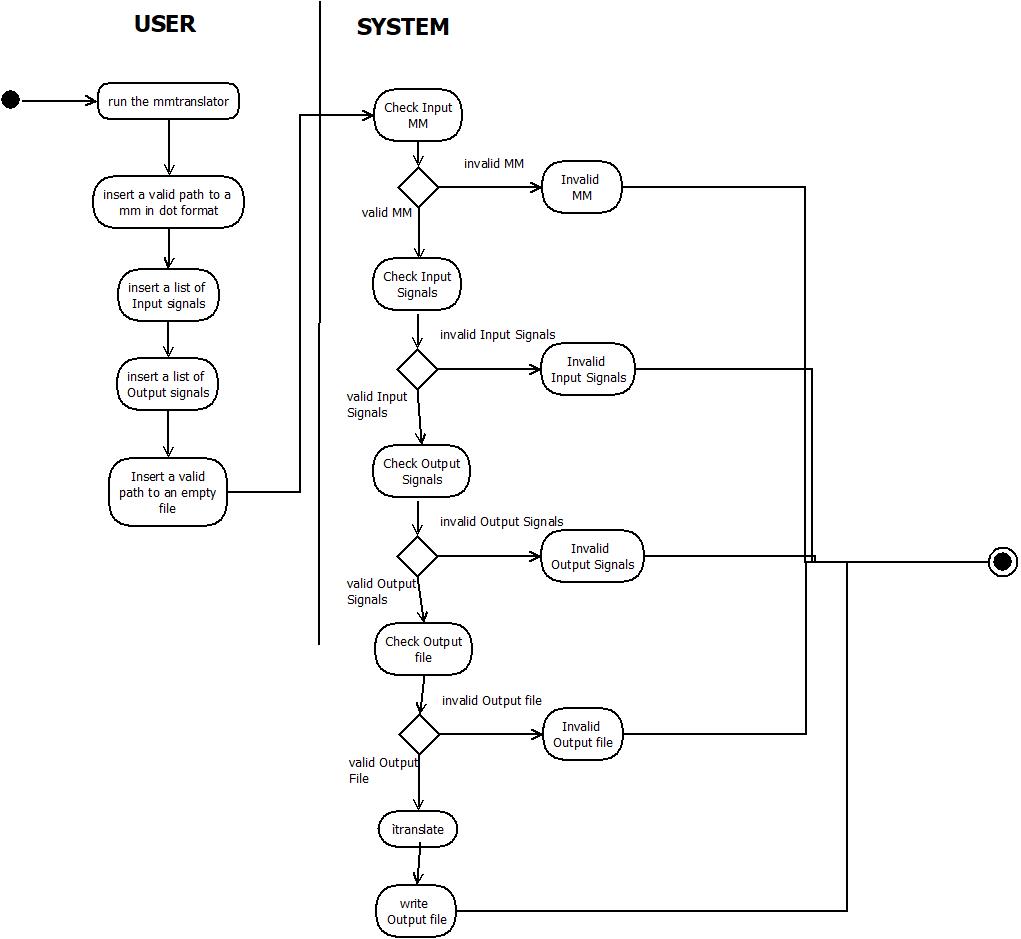 USER
SYSTEM
run the mmtranslator
insert a valid path to a
mm in dot format
insert a list of
Input signals
insert a list of
Output signals
Insert a valid
path to an empty
file
Check Input
MM
invalid MM
Invalid
MM
valid MM
Check Input
Signals
invalid Input Signals
Invalid
Input Signals
valid Input
Signals
Check Output
Signals
invalid Output Signals
Invalid
Output Signals
valid Output
Signals
Check Output
file
invalid Output file
Invalid
Output file
valid Output
File
ìtranslate
write
Output file